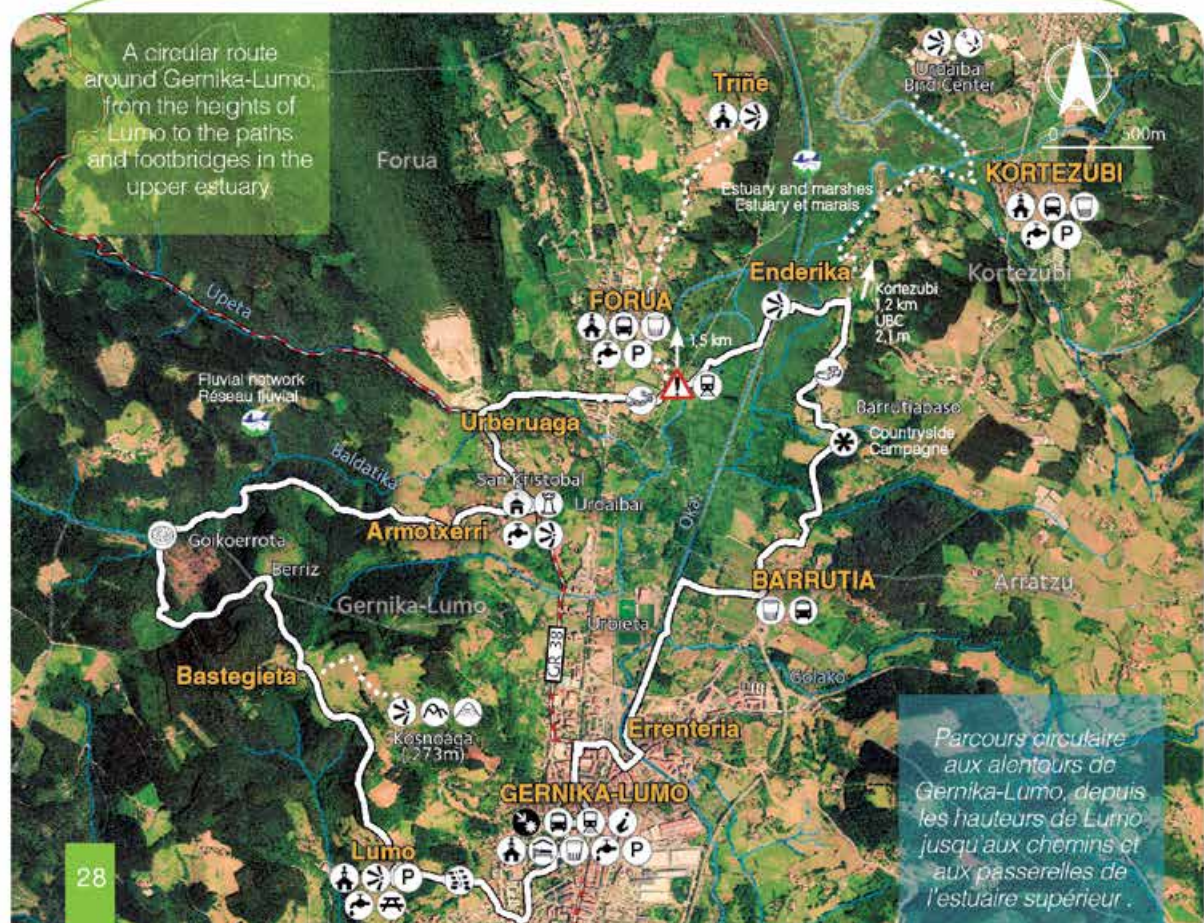 A circular route
around Gernika-Lumo,
from the heights of
Lumo to the paths
and footbridges in the
upper estuary
Forua
Triñe
Urdaibai
Bird Center
0 500m
KORTEZUBI
P
Kortezubi
Estuary and marshes
Estuary et marais
Enderika
Kortezubi
1,2 km
UBC
2,1 m
FORUA
P
1,5 km
Upeta
Fluvial network
Réseau fluvial
Urberuaga
Barrutiabaso
Countryside
Campagne
Baldatika
San Kristobal
Urdaibai
Armotxerri
Oka
Goikoerrota
Berriz
Gernika-Lumo
BARRUTIA
Arratzu
Urbieta
GR 38
Bastegieta
Golako
Kosnoaga
(273m)
Errenteria
GERNIKA-LUMO
i
P
Lumo
P
Parcours circulaire
aux alentours de
Gernika-Lumo, depuis
les hauteurs de Lumo
jusqu'aux chemins et
aux passerelles de
l'estuaire supérieur .
28